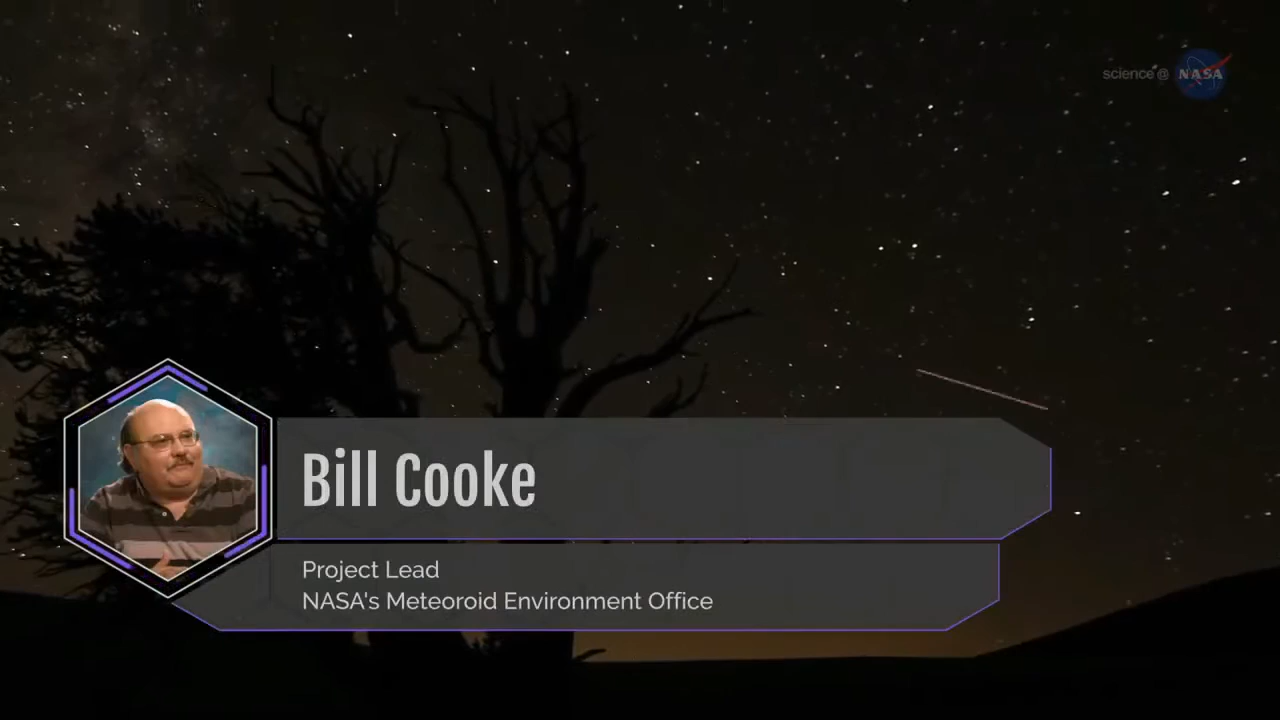 science@ NASA
Bill Cooke
Project Lead
NASA's Meteoroid Environment Office